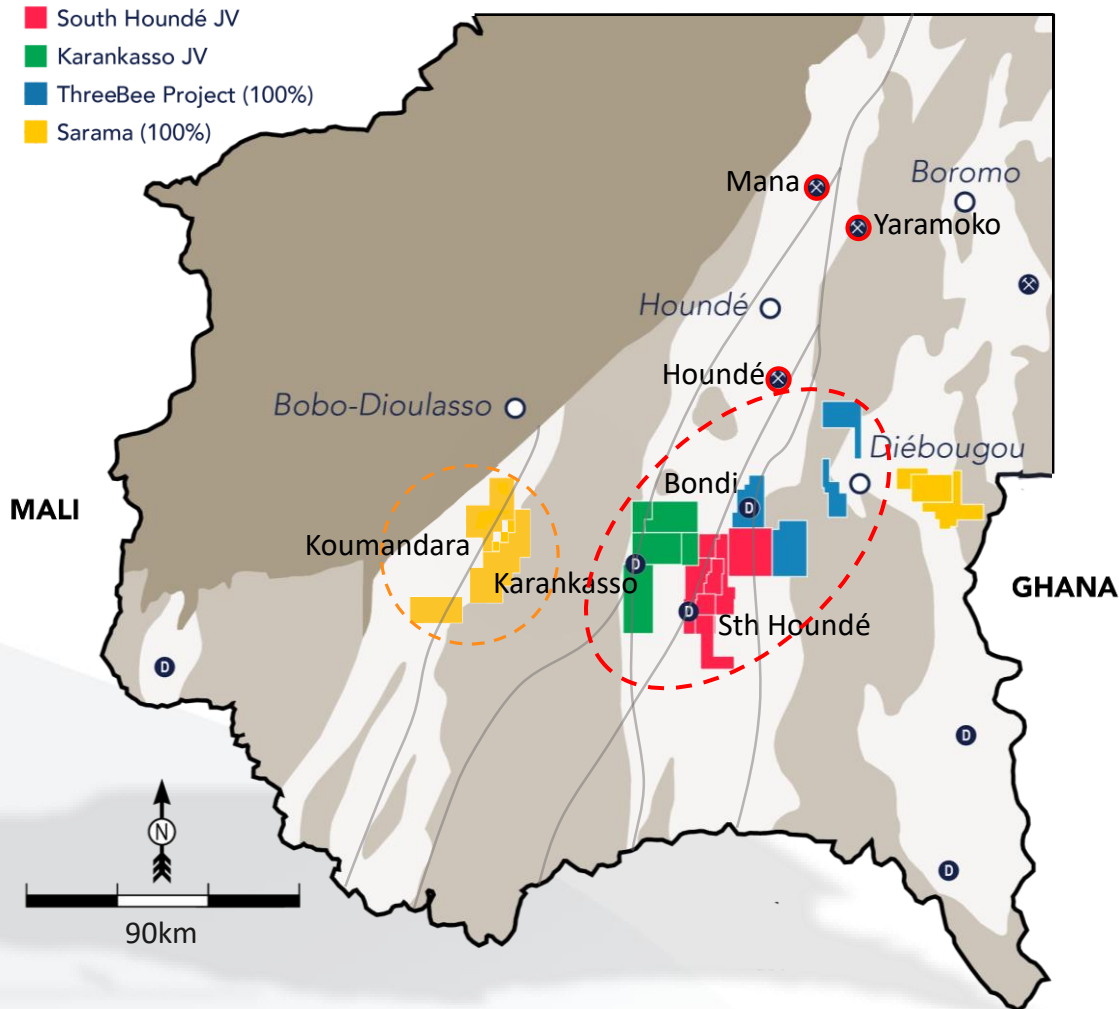 South Houndé JV
Karankasso JV
ThreeBee Project (100%)
Sarama (100%)
Mana
Boromo
Yaramoko
Houndé
Houndé
Bobo-Dioulasso
Diébougou
Bondi
MALI
Koumandara
Karankasso
GHANA
D
D
D
Sth Houndé
D
D
N
D
90km